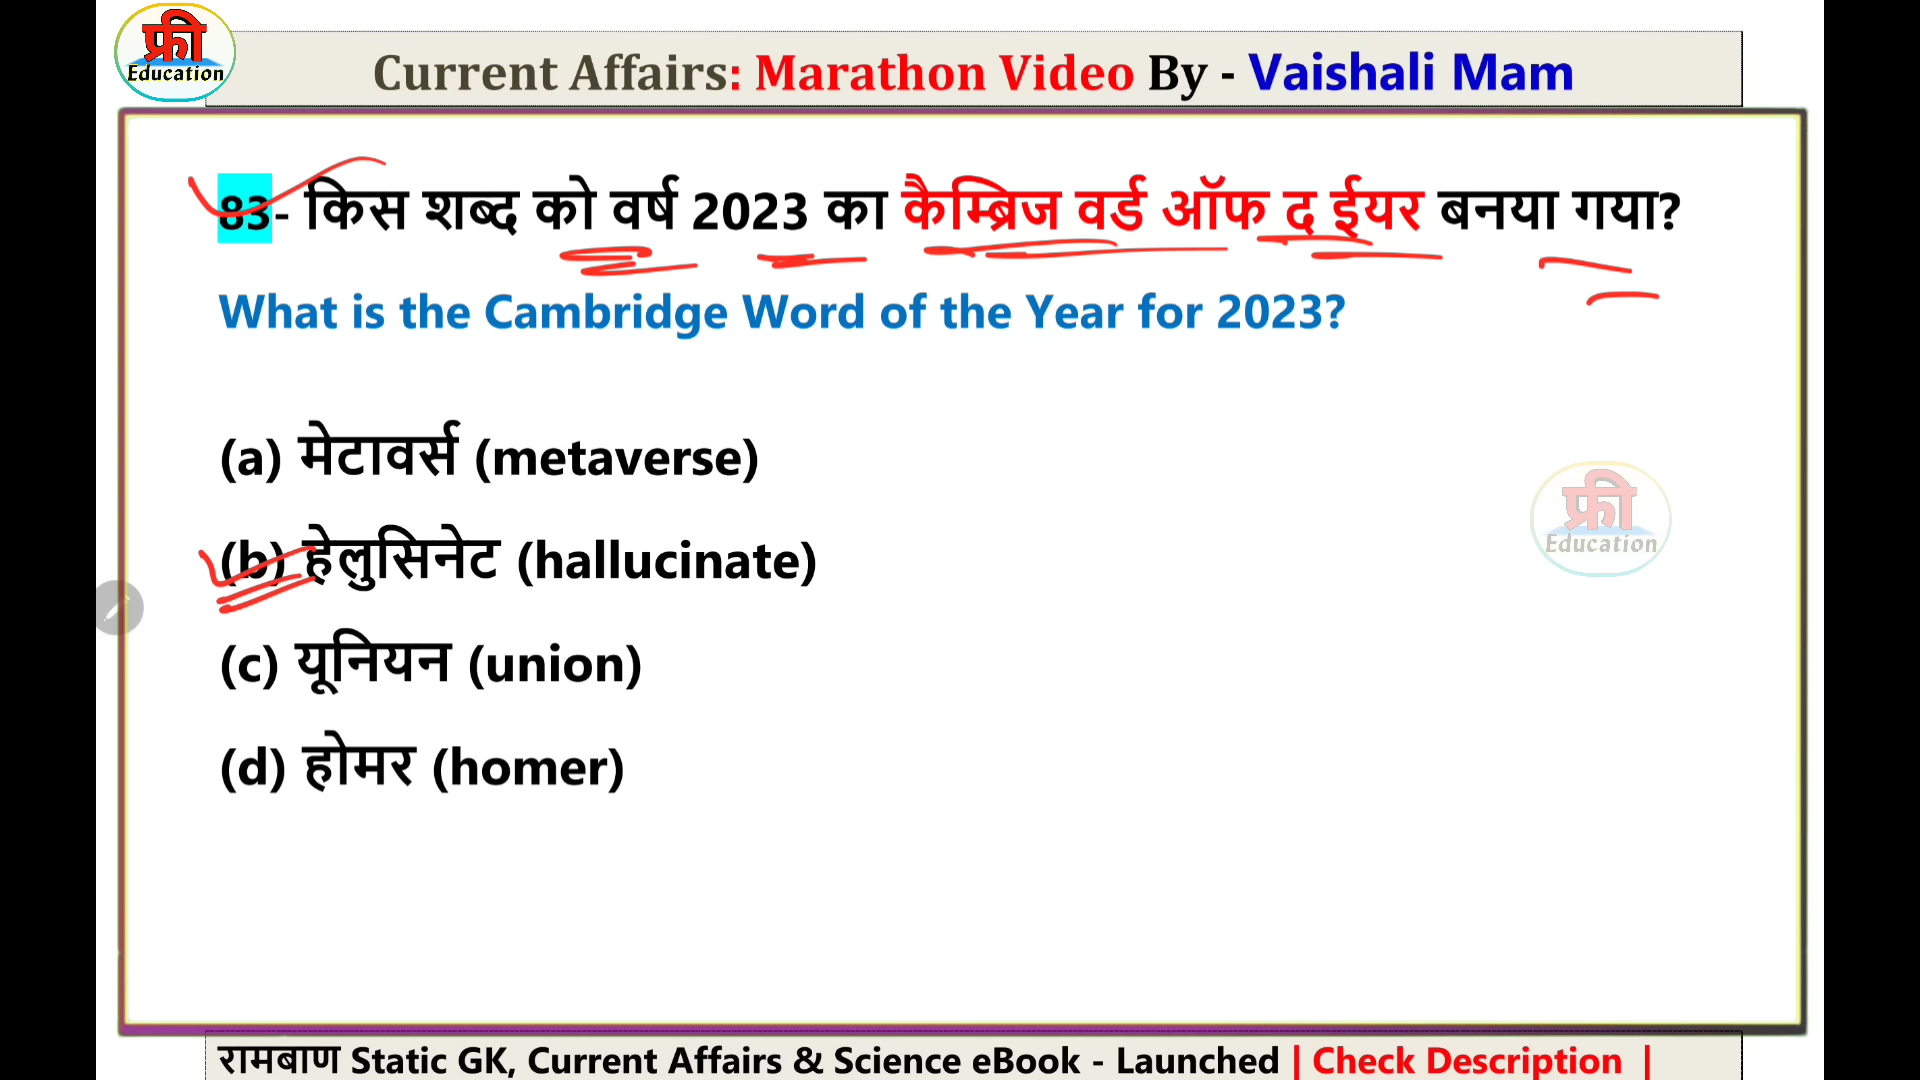 फ्री
Education
Current Affairs: Marathon Video By - Vaishali Mam
83- किस शब्द को वर्ष 2023 का कैम्ब्रिज वर्ड ऑफ द ईयर बनया गया?
What is the Cambridge Word of the Year for 2023?
(a) मेटावर्स (metaverse)
(b) हेलुसिनेट (hallucinate)
(c) यूनियन (union)
(d) होमर (homer)
फ्री
Education
रामबाण Static GK, Current Affairs & Science eBook - Launched | Check Description |